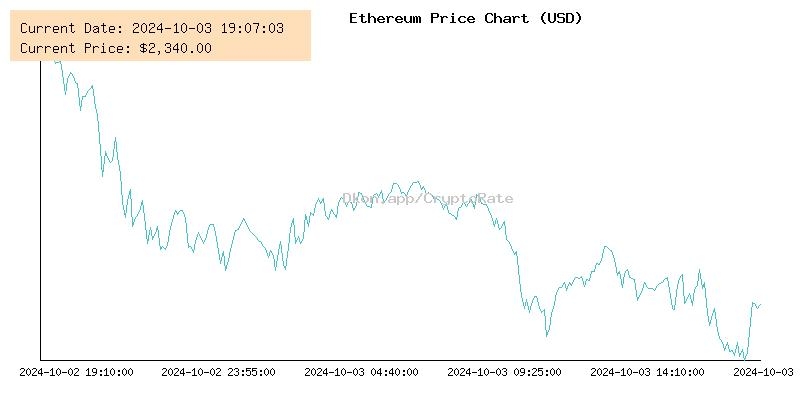 Ethereum Price Chart (USD)
Current Date: 2024-10-03 19:07:03
Current Price: $2,340.00
Dkon.app/CryptoRate
2024-10-02 19:10:00 2024-10-02 23:55:00 2024-10-03 04:40:00 2024-10-03 09:25:00 2024-10-03 14:10:00 2024-10-03